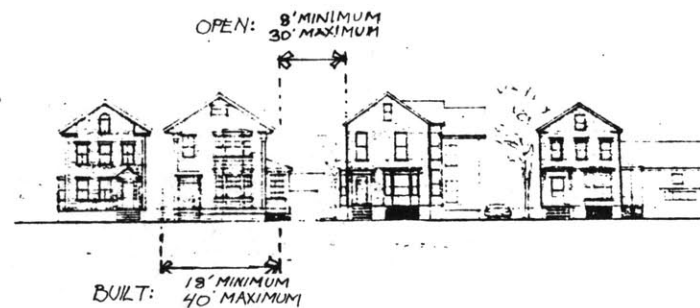 OPEN: 8' MINIMUM
30' MAXIMUM
BUILT: 18' MINIMUM
40' MAXIMUM